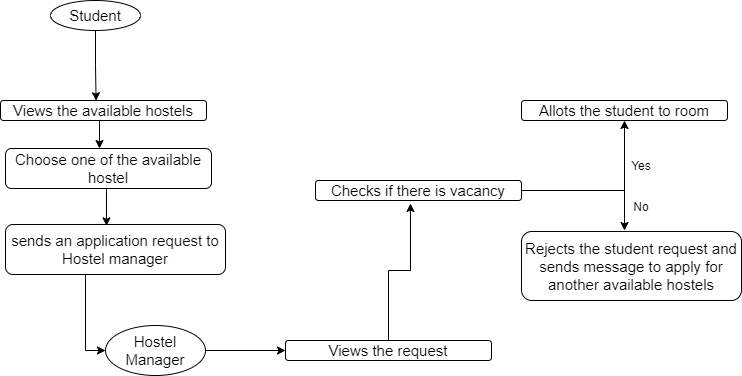 Student
Views the available hostels
Choose one of the available
hostel
sends an application request to
Hostel manager
Hostel
Manager
Views the request
Checks if there is vacancy
Allots the student to room
Yes
No
Rejects the student request and
sends message to apply for
another available hostels